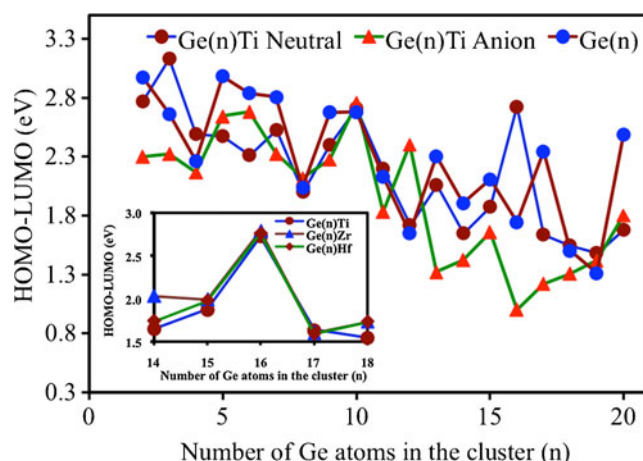 Ge(n)Ti Neutral Ge(n)Ti Anion Ge(n)
3.3
2.8
2.3
1.8
1.3
0.8
0.3
HOMO-LUMO (eV)
Ge(n)Ti
Ge(n)Zr
Ge(n)Hf
3.0
2.5
2.0
1.5
HOMO-LUMO (eV)
14 15 16 17 18
Number of Ge atoms in the cluster (n)
0 5 10 15 20
Number of Ge atoms in the cluster (n)